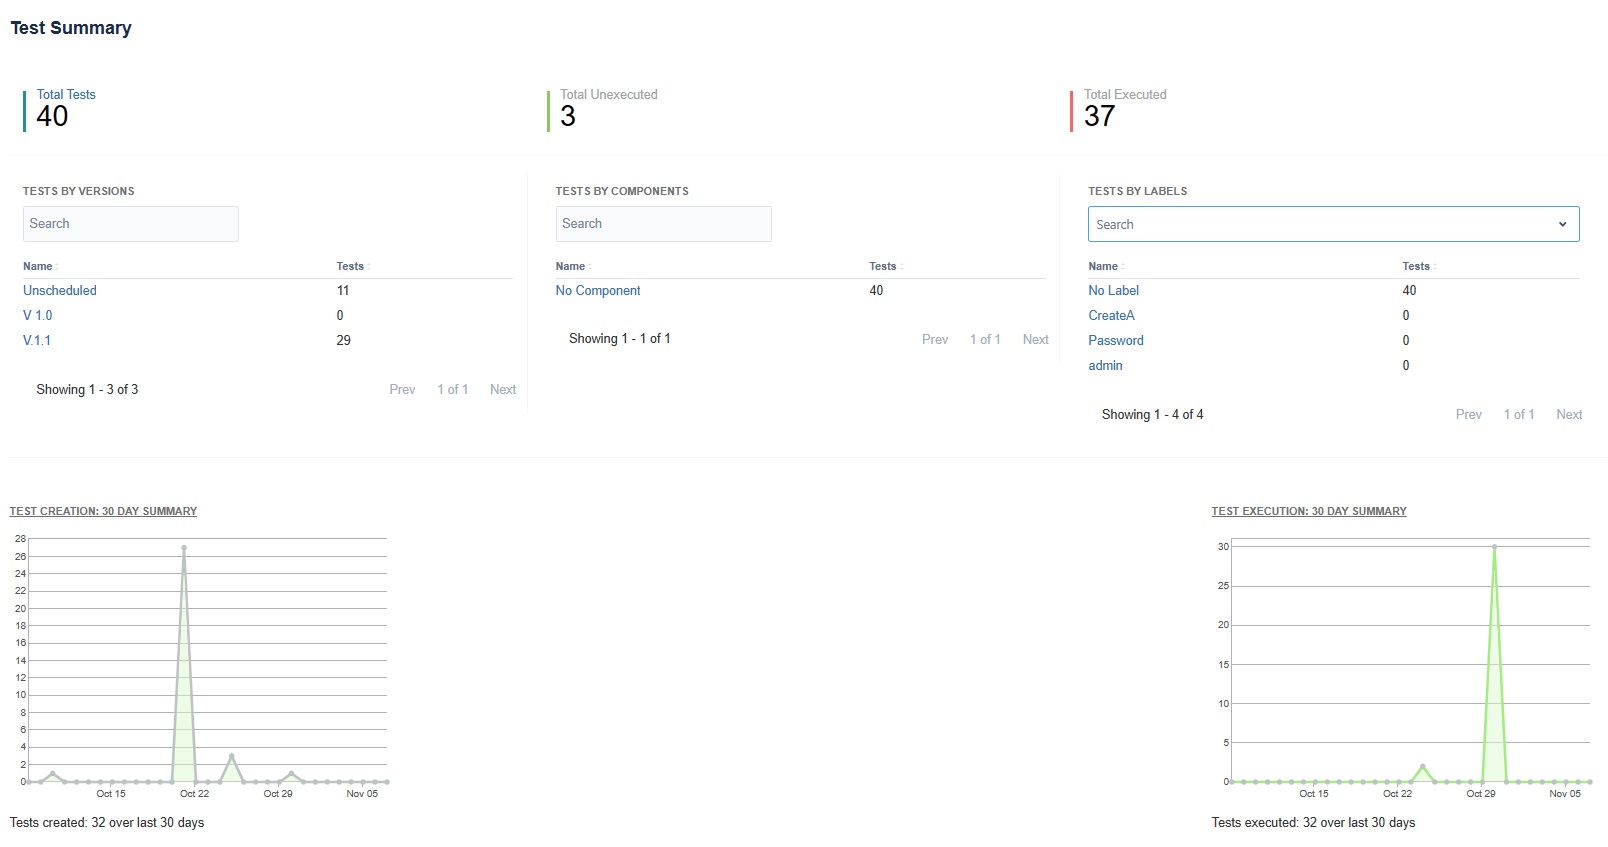 Test Summary
Total Tests
40
Total Unexecuted
3
Total Executed
37
TESTS BY VERSIONS
Search
Name Tests
Unscheduled 11
V 1.0 0
V.1.1 29
Showing 1 - 3 of 3 Prev 1 of 1 Next
TESTS BY COMPONENTS
Search
Name Tests
No Component 40
Showing 1 - 1 of 1 Prev 1 of 1 Next
TESTS BY LABELS
Search
Name Tests
No Label 40
CreateA 0
Password 0
admin 0
Showing 1 - 4 of 4 Prev 1 of 1 Next
TEST CREATION: 30 DAY SUMMARY
28
26
24
22
20
18
16
14
12
10
8
6
4
2
0
Oct 15 Oct 22 Oct 29 Nov 05
Tests created: 32 over last 30 days
TEST EXECUTION: 30 DAY SUMMARY
30
25
20
15
10
5
0
Oct 15 Oct 22 Oct 29 Nov 05
Tests executed: 32 over last 30 days